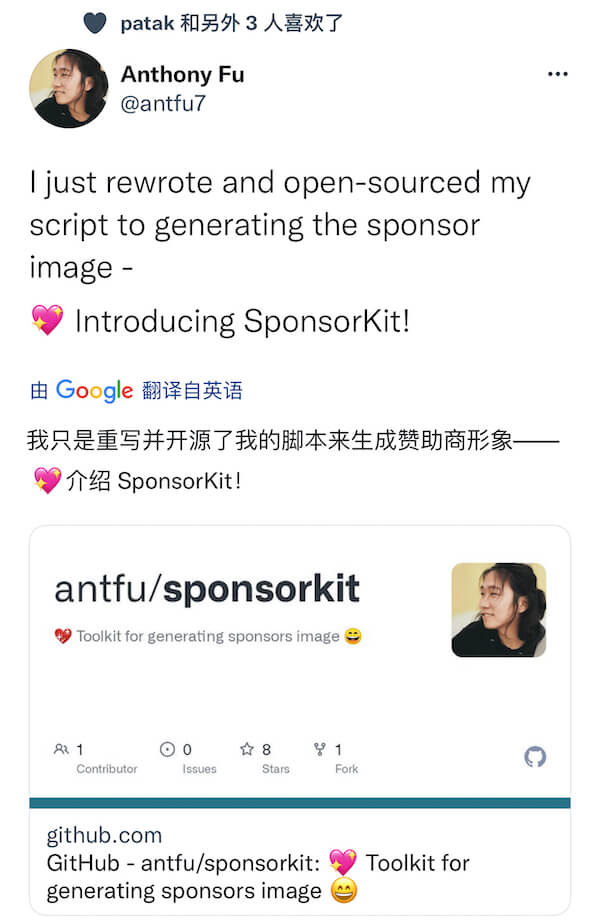 patak 和另外 3 人喜欢了
Anthony Fu
@antfu7
I just rewrote and open-sourced my
script to generating the sponsor
image -
💖 Introducing SponsorKit!
由 Google 翻译自英语
我只是重写并开源了我的脚本来生成赞助商形象——
💖介绍 SponsorKit!
antfu/sponsorkit
💖 Toolkit for generating sponsors image 😄
1 0 8 1
Contributor Issues Stars Fork
github.com
GitHub - antfu/sponsorkit: 💖 Toolkit for
generating sponsors image 😄